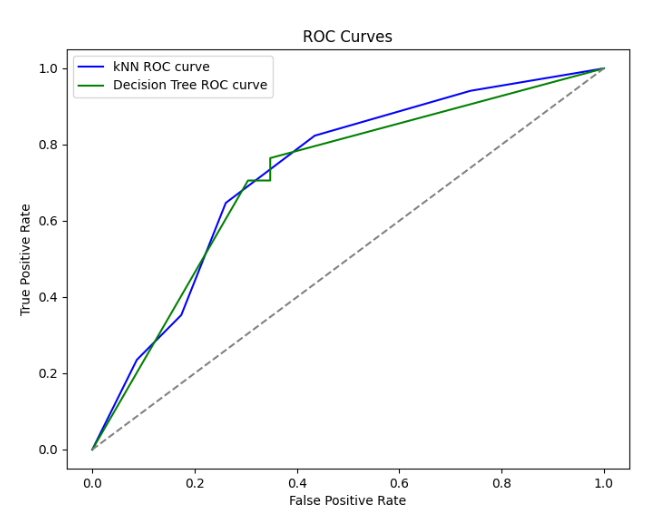 ROC Curves
kNN ROC curve
Decision Tree ROC curve
1.0
0.8
0.6
0.4
0.2
0.0
True Positive Rate
0.0 0.2 0.4 0.6 0.8 1.0
False Positive Rate